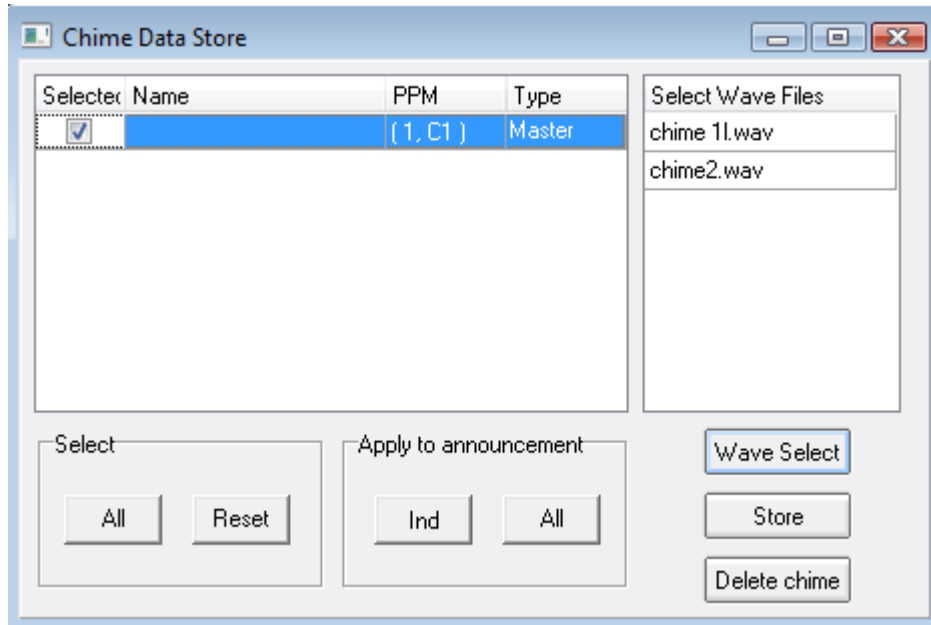 Chime Data Store
Selected Name PPM Type
( 1, C1 ) Master
Select Wave Files
chime 1l.wav
chime2.wav
Select
All Reset
Apply to announcement
Ind All
Wave Select
Store
Delete chime